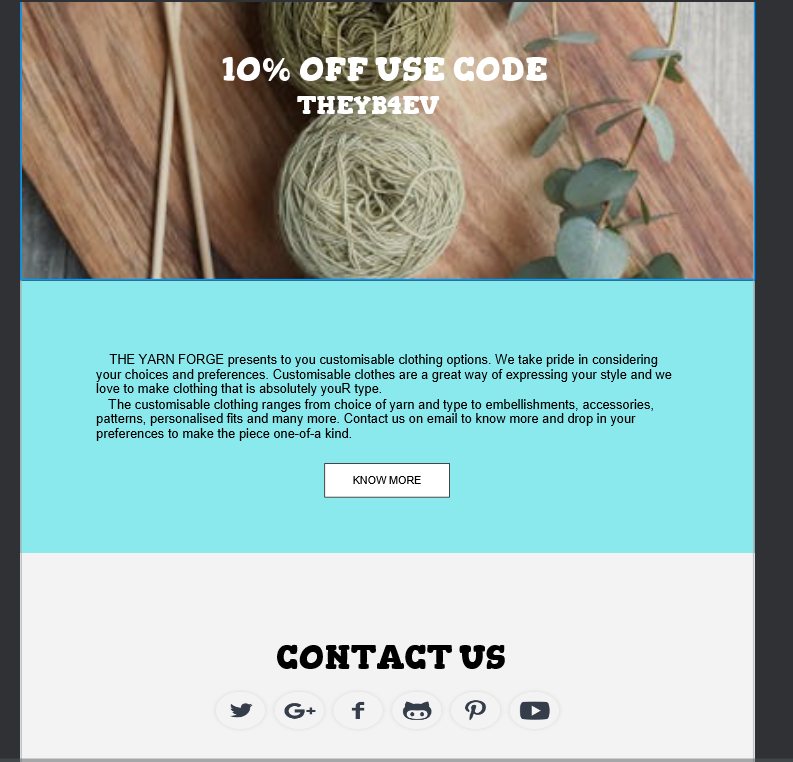 10% OFF USE CODE
THEYB4EV
THE YARN FORGE presents to you customisable clothing options. We take pride in considering
your choices and preferences. Customisable clothes are a great way of expressing your style and we
love to make clothing that is absolutely youR type.
The customisable clothing ranges from choice of yarn and type to embellishments, accessories,
patterns, personalised fits and many more. Contact us on email to know more and drop in your
preferences to make the piece one-of-a kind.
KNOW MORE
CONTACT US